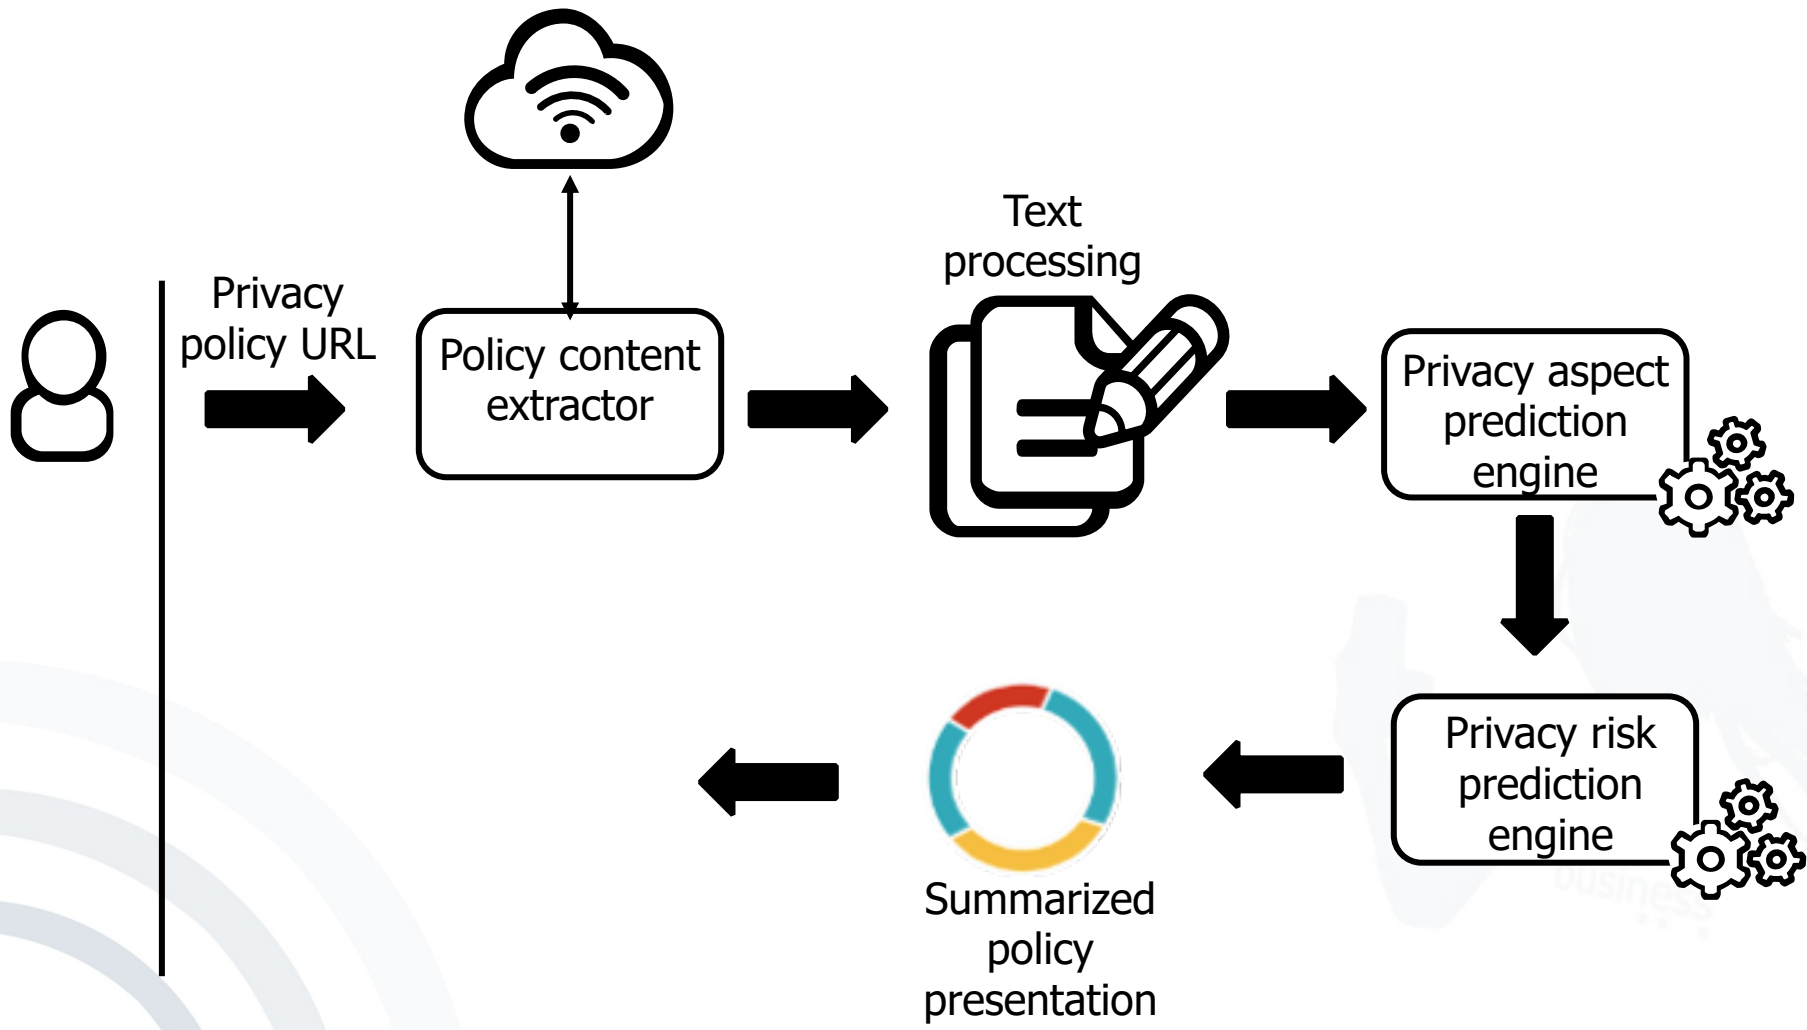 Privacy
policy URL
Policy content
extractor
Text
processing
Privacy aspect
prediction
engine
Privacy risk
prediction
engine
Summarized
policy
presentation
business